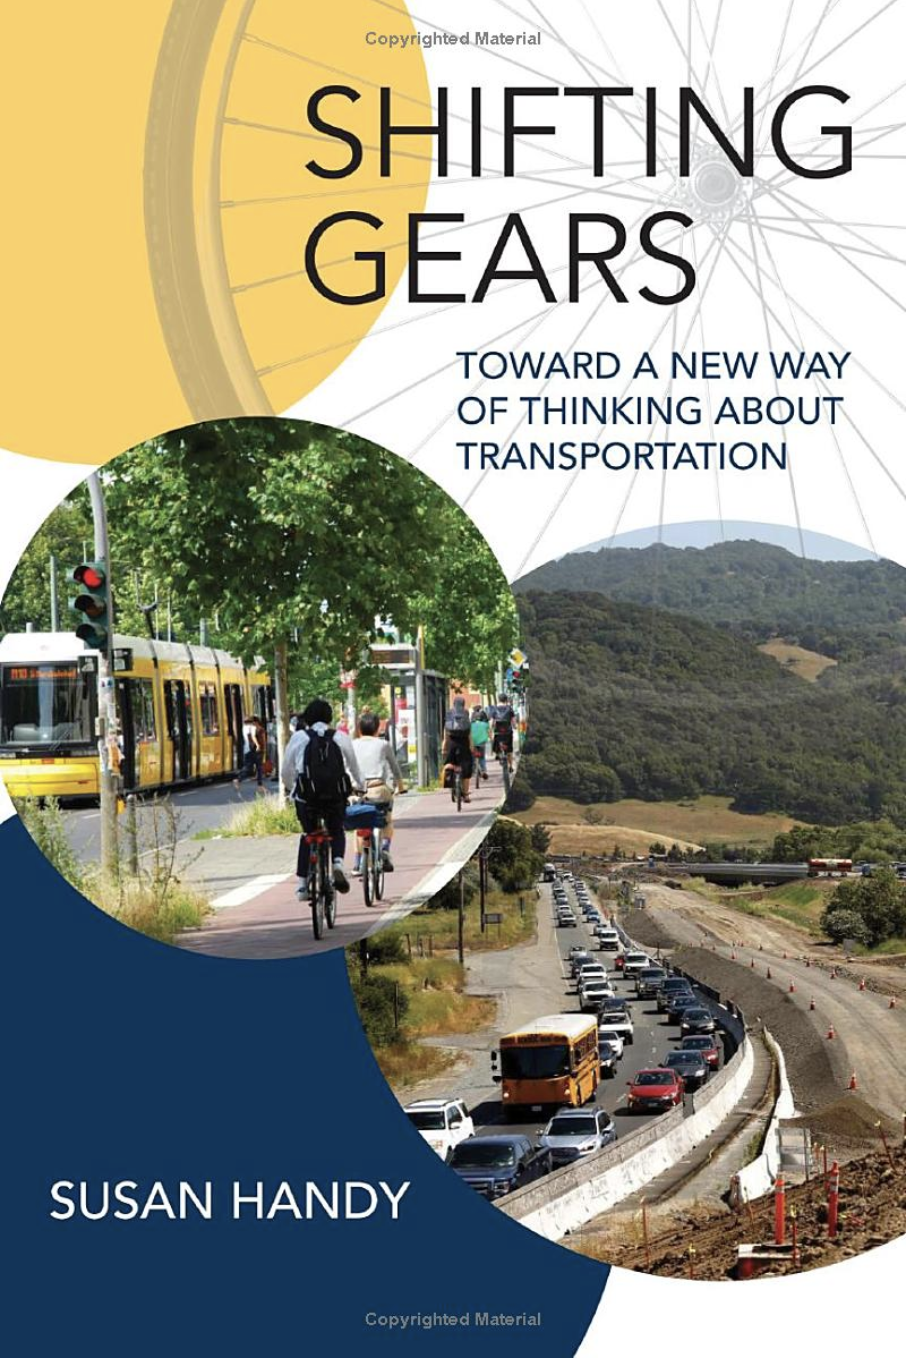 Copyrighted Material
SHIFTING
GEARS
TOWARD A NEW WAY
OF THINKING ABOUT
TRANSPORTATION
SUSAN HANDY
Copyrighted Material